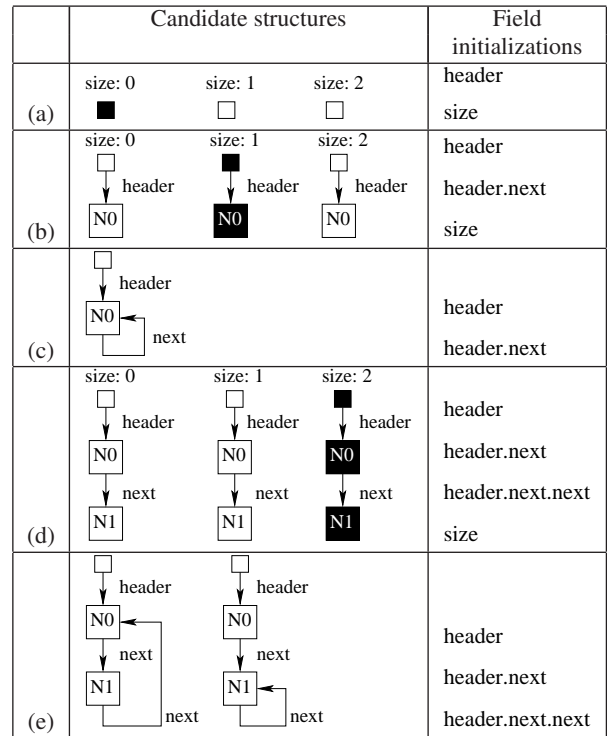 Candidate structures
Field
initializations
(a)
size: 0 size: 1 size: 2
header
size
(b)
size: 0 size: 1 size: 2
header header header
N0 N0 N0
header
header.next
size
(c)
header
N0
next
header
header.next
(d)
size: 0 size: 1 size: 2
header header header
N0 N0 N0
next next next
N1 N1 N1
header
header.next
header.next.next
size
(e)
header header
N0 N0
next next
N1 N1
next next
header
header.next
header.next.next